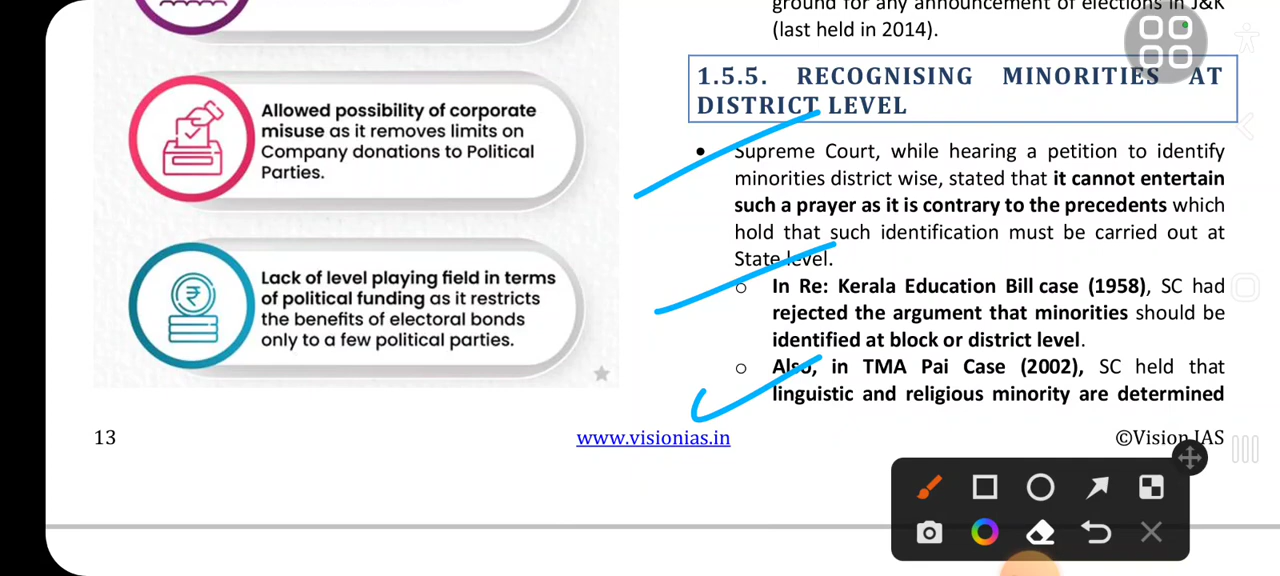 Allowed possibility of corporate
misuse as it removes limits on
Company donations to Political
Parties.
Lack of level playing field in terms
of political funding as it restricts
the benefits of electoral bonds
only to a few political parties.
ground for any announcement of elections in J&K
(last held in 2014).
1.5.5. RECOGNISING MINORITIES AT
DISTRICT LEVEL
• Supreme Court, while hearing a petition to identify
minorities district wise, stated that it cannot entertain
such a prayer as it is contrary to the precedents which
hold that such identification must be carried out at
State level.
o In Re: Kerala Education Bill case (1958), SC had
rejected the argument that minorities should be
identified at block or district level.
o Also, in TMA Pai Case (2002), SC held that
linguistic and religious minority are determined
13
www.visionias.in
©Vision IAS